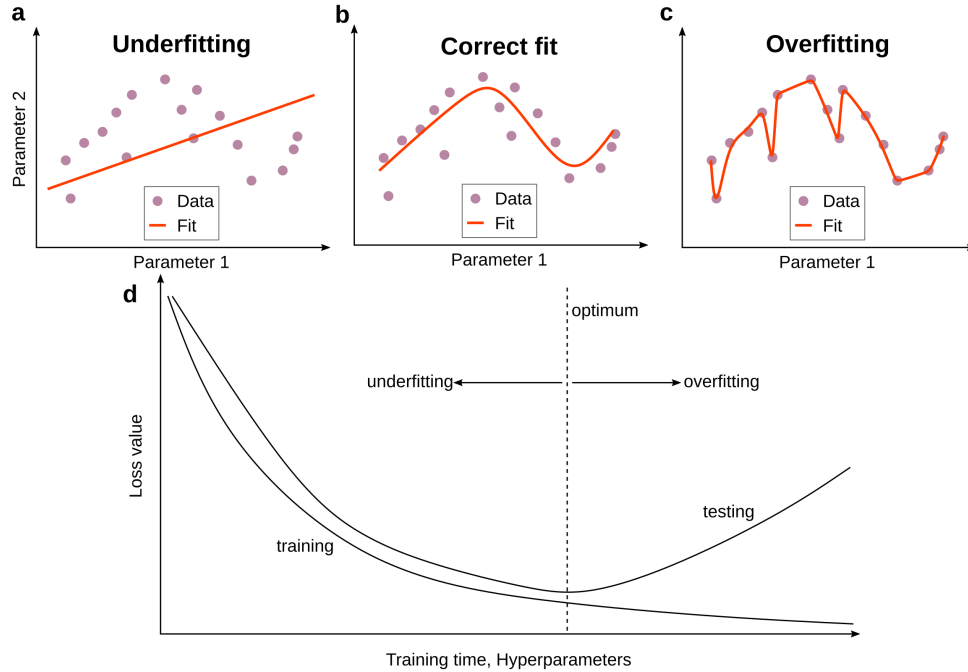 a
Underfitting
Parameter 2
Data
Fit
Parameter 1
b
Correct fit
Data
Fit
Parameter 1
c
Overfitting
Data
Fit
Parameter 1
d
optimum
underfitting
overfitting
Loss value
training
testing
Training time, Hyperparameters